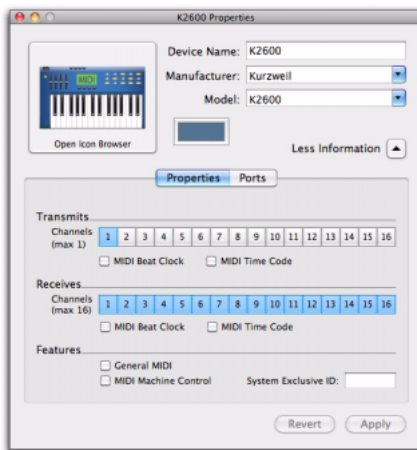 K2600 Properties
MIDI
Open Icon Browser
Device Name: K2600
Manufacturer: Kurzweil
Model: K2600
Less Information
Properties Ports
Transmits
Channels (max 1) 1 2 3 4 5 6 7 8 9 10 11 12 13 14 15 16
MIDI Beat Clock MIDI Time Code
Receives
Channels (max 16) 1 2 3 4 5 6 7 8 9 10 11 12 13 14 15 16
MIDI Beat Clock MIDI Time Code
Features
General MIDI
MIDI Machine Control System Exclusive ID:
Revert Apply